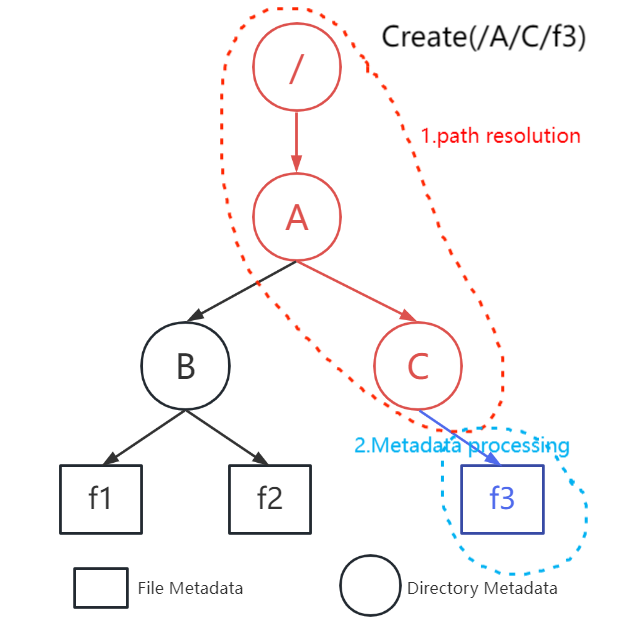 Create(/A/C/f3)
/
1.path resolution
A
B
C
2.Metadata processing
f1
f2
f3
File Metadata
Directory Metadata